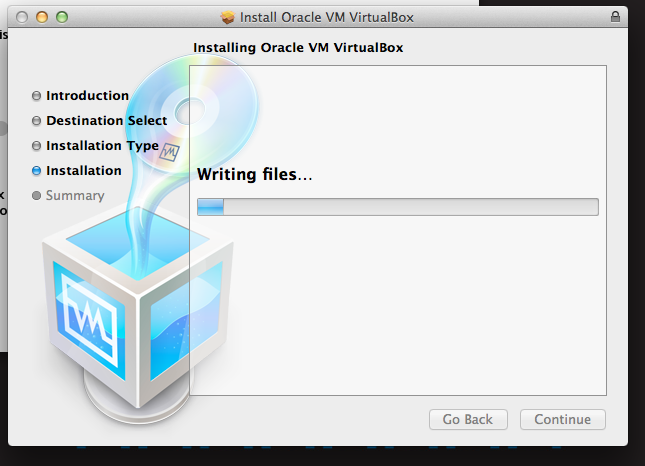 Install Oracle VM VirtualBox
Installing Oracle VM VirtualBox
Introduction
Destination Select
Installation Type
Installation
Summary
Writing files...
Go Back
Continue